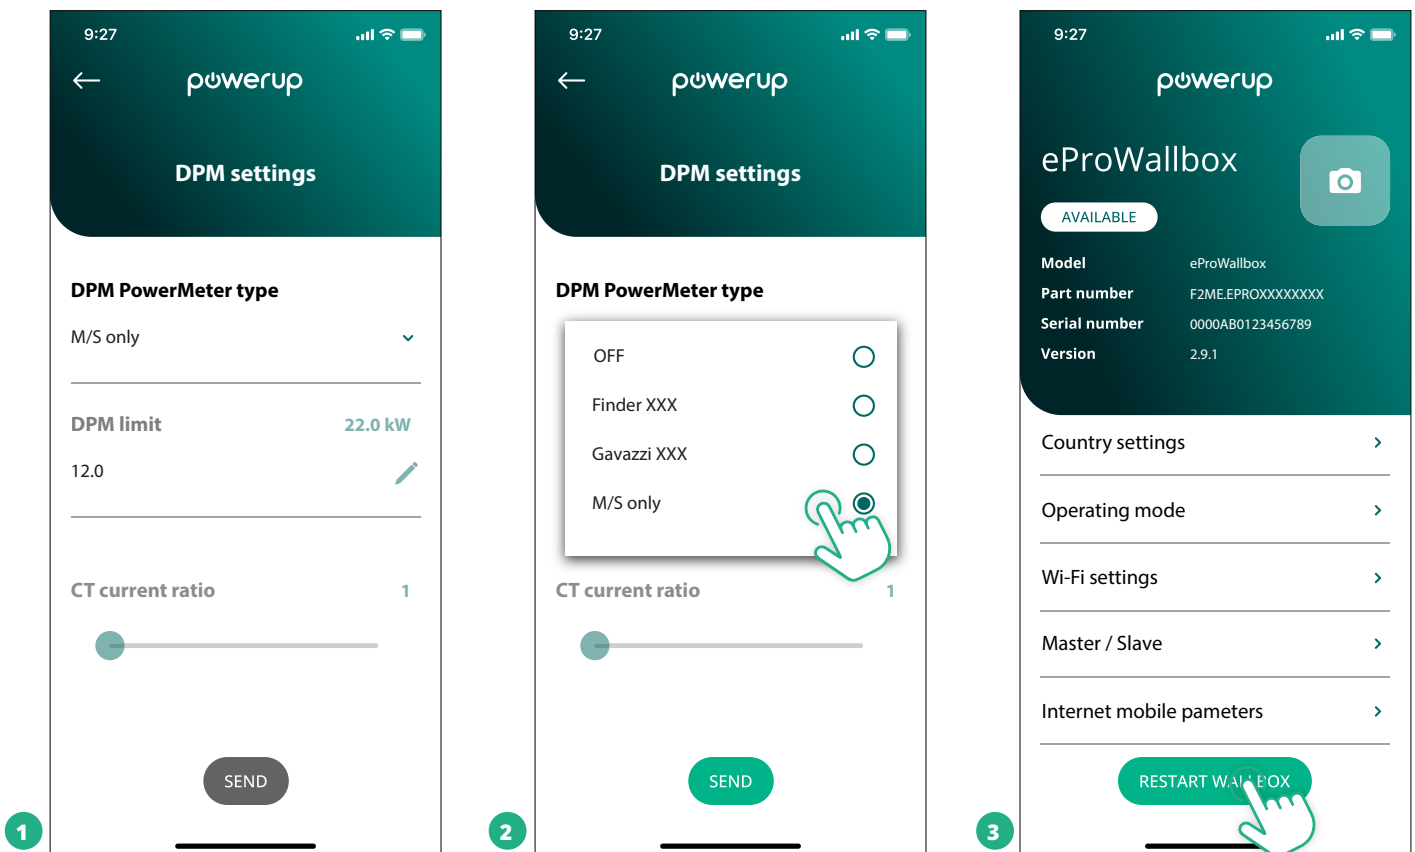 9:27
powerup
DPM settings
DPM PowerMeter type
M/S only
DPM limit 22.0 kW
12.0
CT current ratio 1
SEND
1
9:27
powerup
DPM settings
DPM PowerMeter type
OFF
Finder XXX
Gavazzi XXX
M/S only
CT current ratio 1
SEND
2
9:27
powerup
eProWallbox
AVAILABLE
Model eProWallbox
Part number F2ME.EPROXXXXXXXX
Serial number 0000AB0123456789
Version 2.9.1
Country settings
Operating mode
Wi-Fi settings
Master / Slave
Internet mobile pameters
RESTART WALLBOX
3